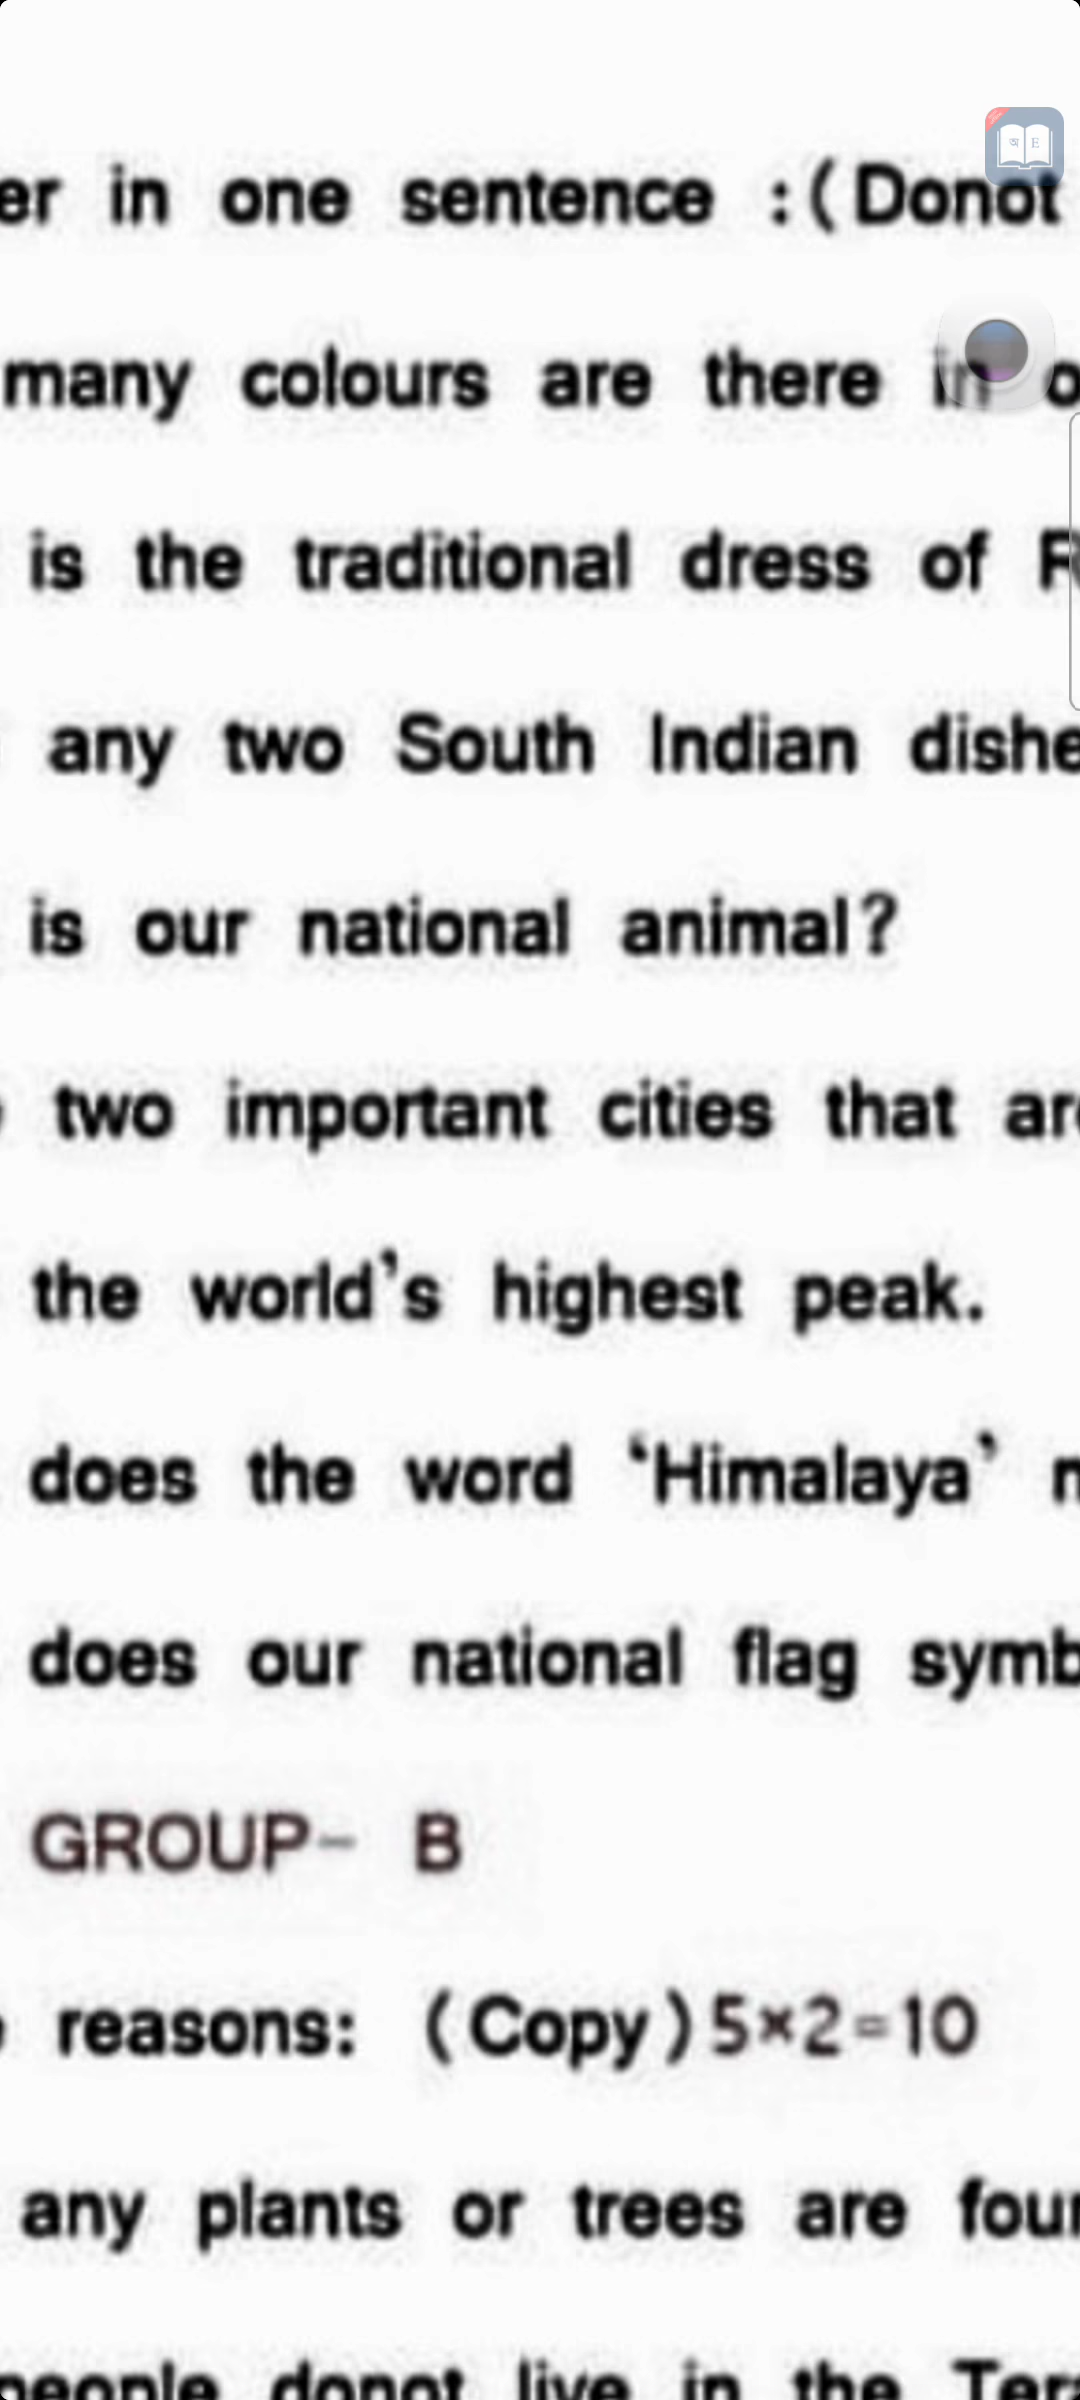 er in one sentence :(Donot
many colours are there in o
is the traditional dress of R
any two South Indian dishe
is our national animal?
two important cities that are
the world’s highest peak.
does the word ‘Himalaya’ m
does our national flag symb
GROUP- B
reasons: (Copy)5×2=10
any plants or trees are foun
people donot live in the Tera